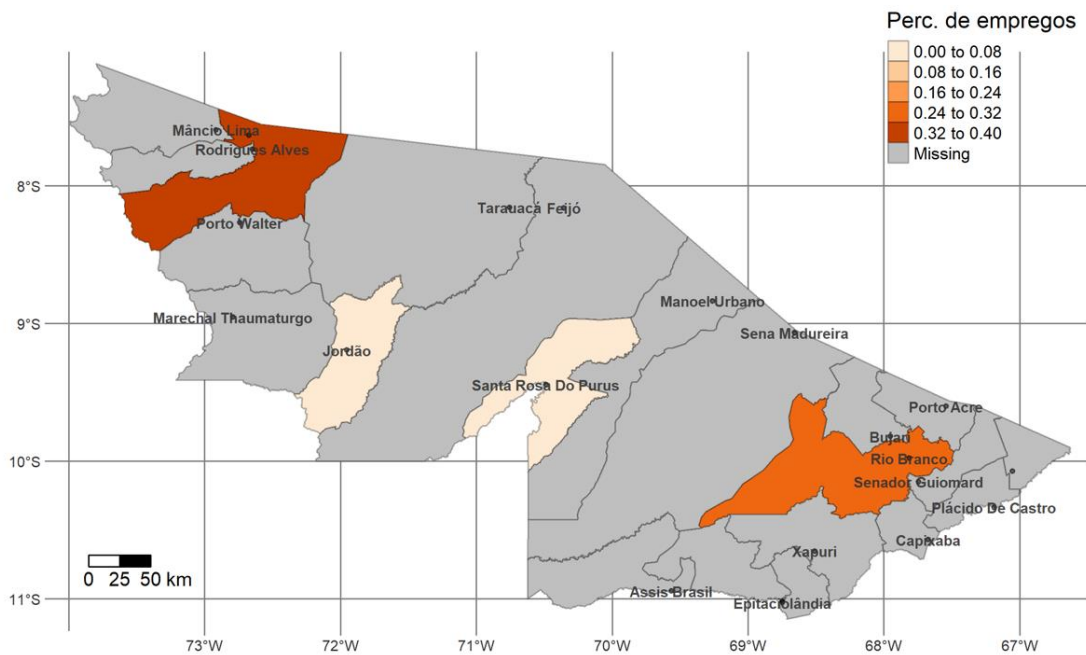 Perc. de empregos
0.00 to 0.08
0.08 to 0.16
0.16 to 0.24
0.24 to 0.32
0.32 to 0.40
Missing
Mâncio Lima
Rodrigues Alves
8°S
Tarauacá Feijó
Porto Walter
Manoel Urbano
Marechal Thaumaturgo
9°S
Sena Madureira
Jordão
Santa Rosa Do Purus
Porto Acre
Bujari
10°S
Rio Branco
Senador Guiomard
Plácido De Castro
Capixaba
Xapuri
0 25 50 km
11°S
Assis Brasil
Epitaciolândia
73°W 72°W 71°W 70°W 69°W 68°W 67°W